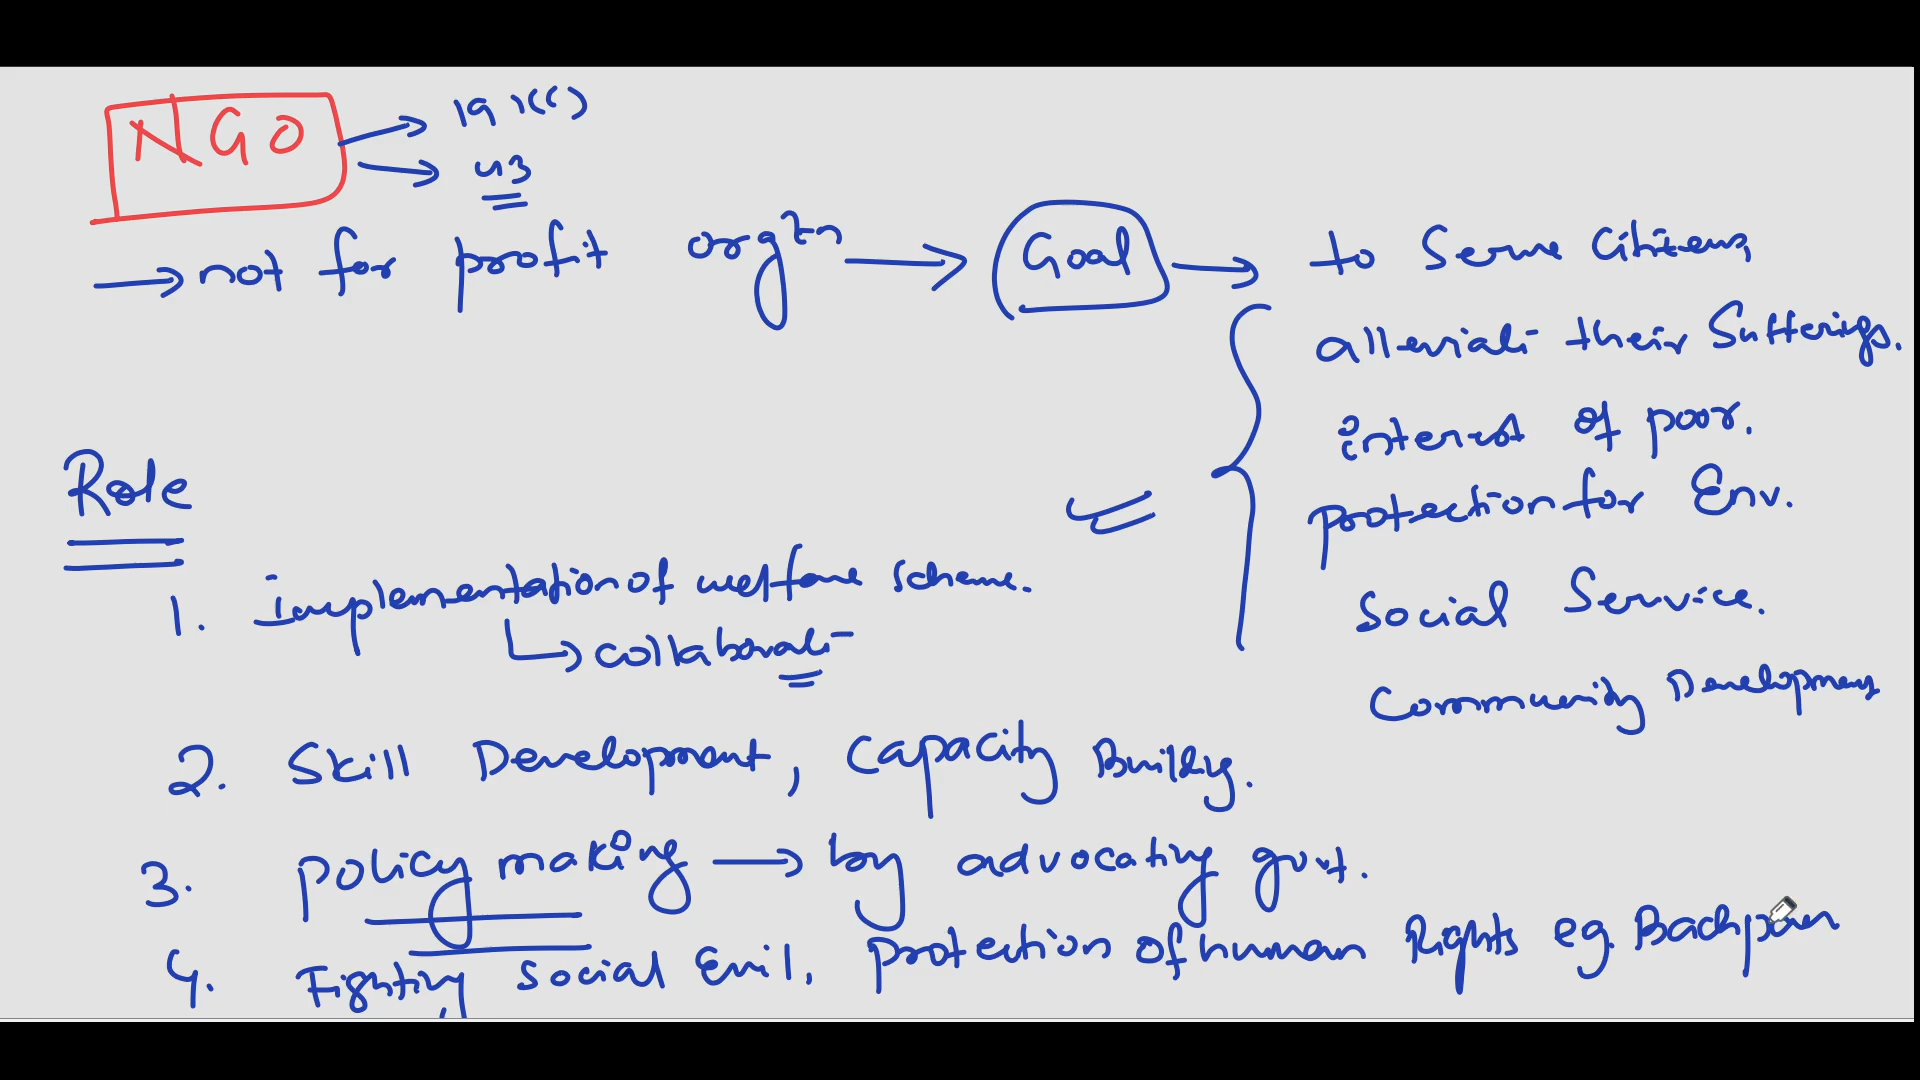 NGO → 19 1(c)
→ 43
→ not for profit orgn → Goal → to Serve Citizens
alleviate their Sufferings.
interest of poor.
protection for Env.
Social Service.
Community Development
Role
1. implementation of welfare scheme.
↳ collaborate
2. Skill Development, Capacity Building.
3. policy making → by advocating govt.
4. Fighting Social Evil, protection of human Rights eg. Bachpan